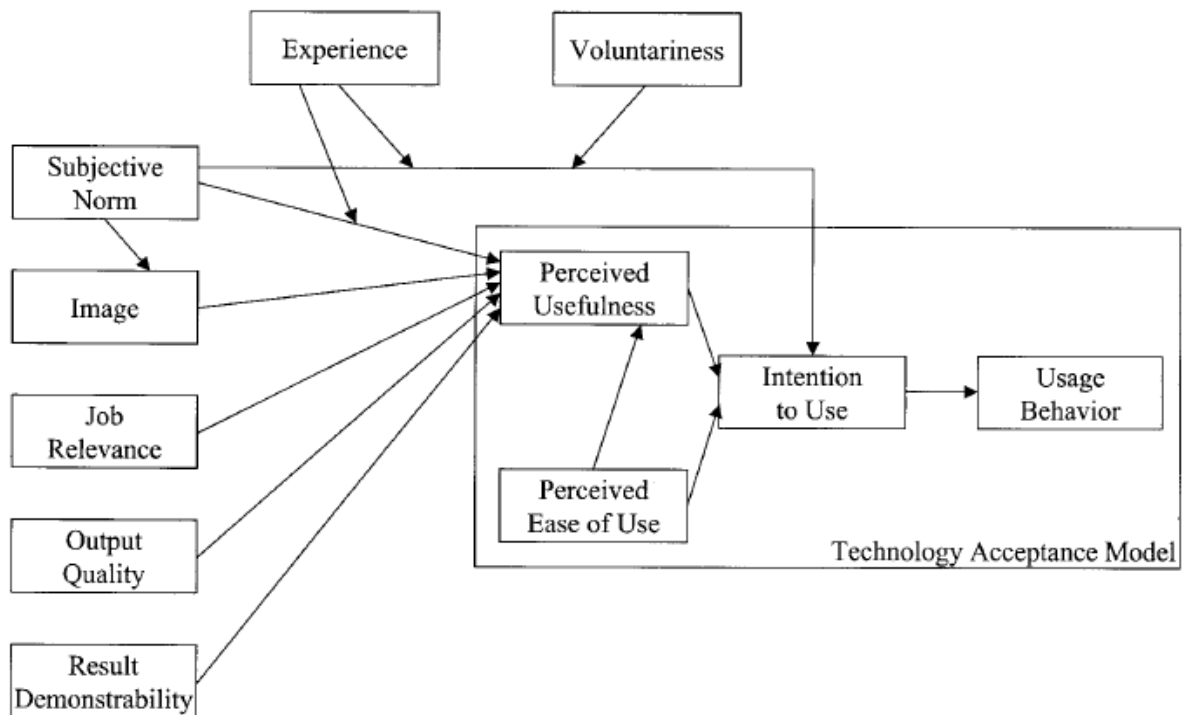 Experience
Voluntariness
Subjective
Norm
Image
Job
Relevance
Output
Quality
Result
Demonstrability
Perceived
Usefulness
Perceived
Ease of Use
Intention
to Use
Usage
Behavior
Technology Acceptance Model